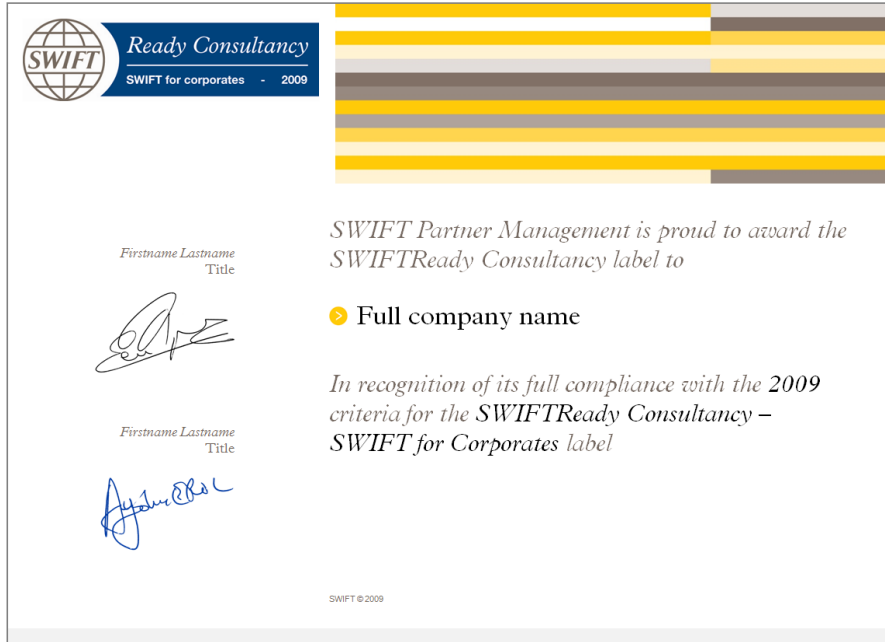 SWIFT
Ready Consultancy
SWIFT for corporates - 2009
Firstname Lastname
Title
Firstname Lastname
Title
SWIFT Partner Management is proud to award the
SWIFTReady Consultancy label to
Full company name
In recognition of its full compliance with the 2009
criteria for the SWIFTReady Consultancy –
SWIFT for Corporates label
SWIFT © 2009